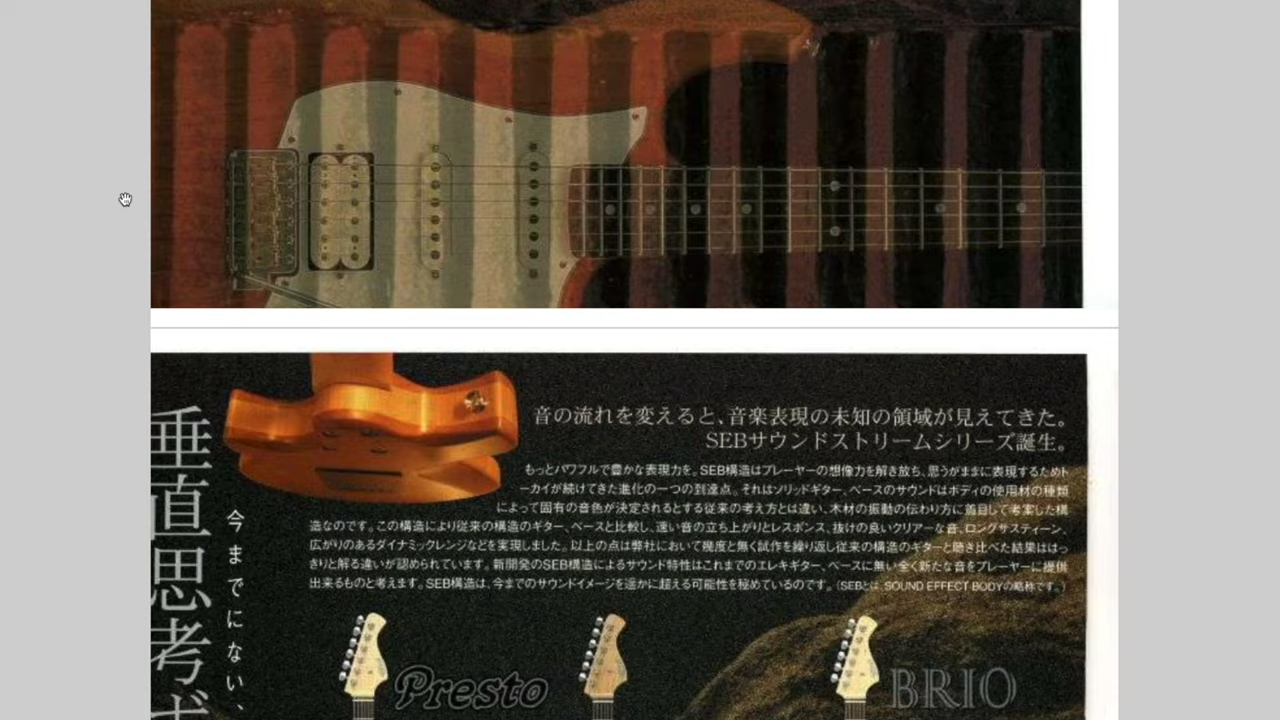 音の流れを変えると、音楽表現の未知の領域が見えてきた。
SEBサウンドストリームシリーズ誕生。
もっとパワフルで豊かな表現力を。SEB構造はプレーヤーの想像力を解き放ち、思うがままに表現するためト
ーカイが続けてきた進化の一つの到達点。それはソリッドギター、ベースのサウンドはボディの使用材の種類
によって固有の音色が決定されるとする従来の考え方とは違い、木材の振動の伝わり方に着目して考案した構
造なのです。この構造により従来の構造のギター、ベースと比較し、速い音の立ち上がりとレスポンス、抜けの良いクリアーな音、ロングサスティーン、
広がりのあるダイナミックレンジなどを実現しました。以上の点は弊社において幾度と無く試作を繰り返し従来の構造のギターと聴き比べた結果ははっ
きりと解る違いが認められています。新開発のSEB構造によるサウンド特性はこれまでのエレキギター、ベースに無い全く新たな音をプレーヤーに提供
出来るものと考えます。SEB構造は、今までのサウンドイメージを遥かに超える可能性を秘めているのです。(SEBとは、SOUND EFFECT BODYの略称です。)
垂直思考ボ
今までにない、
Presto
BRIO